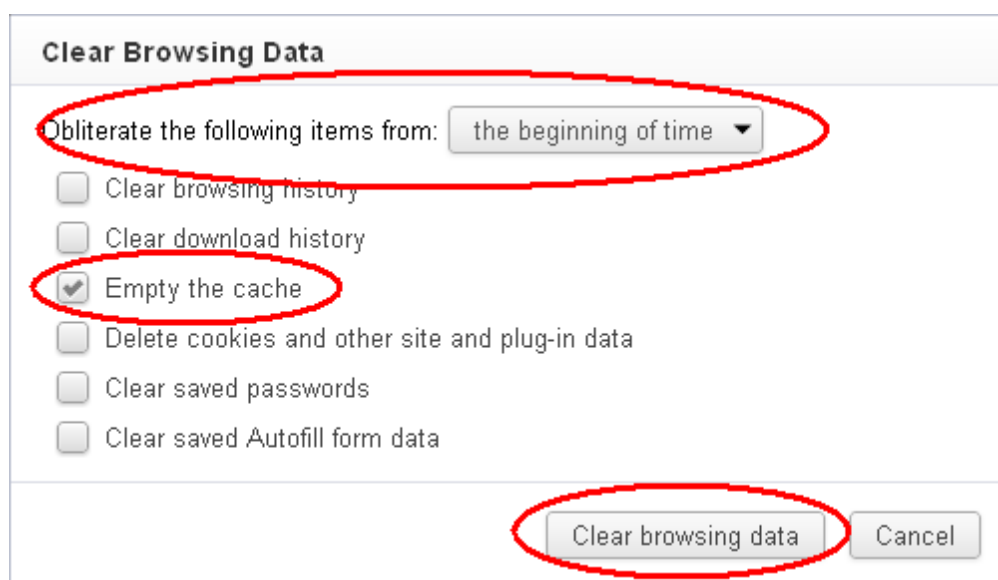 Clear Browsing Data
Obliterate the following items from: the beginning of time
Clear browsing history
Clear download history
Empty the cache
Delete cookies and other site and plug-in data
Clear saved passwords
Clear saved Autofill form data
Clear browsing data Cancel